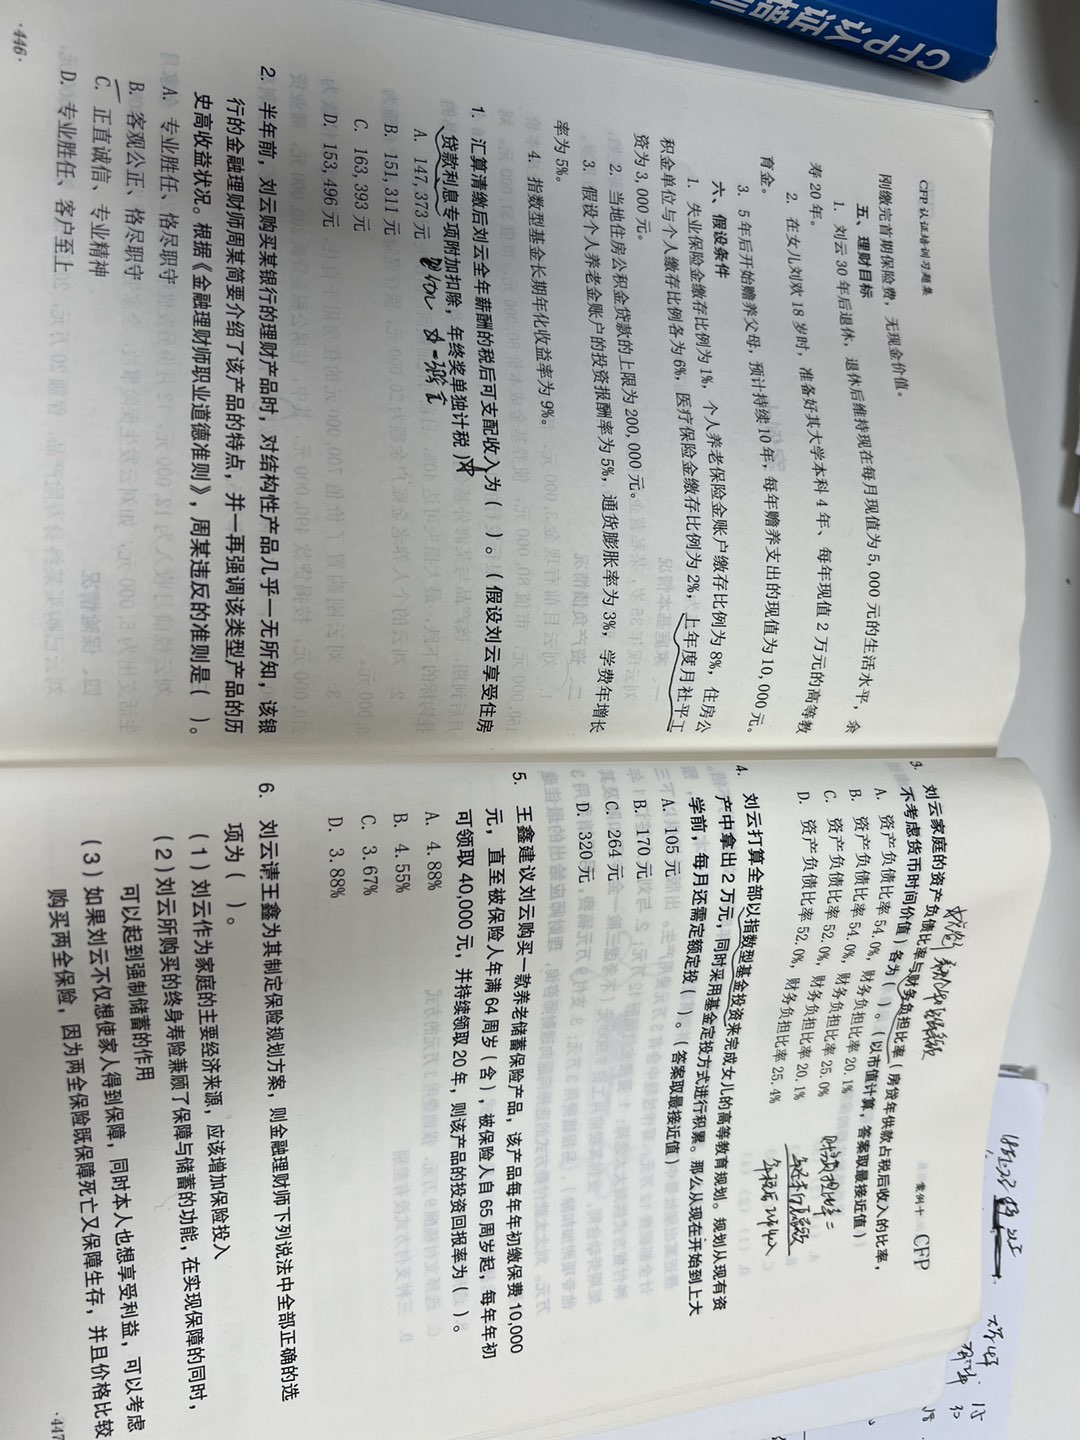 CFP认证培训习题集
刚缴完首期保险费，无现金价值。
五、理财目标
1. 刘云30年后退休，退休后维持现在每月现值为5,000元的生活水平，余
寿20年。
2. 在女儿刘欢18岁时，准备好其大学本科4年、每年现值2万元的高等教
育金。
3. 5年后开始赡养父母，预计持续10年，每年赡养支出的现值为10,000元。
六、假设条件
1. 失业保险金缴存比例为1%，个人养老保险金账户缴存比例为8%，住房公
积金单位与个人缴存比例各为6%，医疗保险金缴存比例为2%，上年度月社平工
资为3,000元。
2. 当地住房公积金贷款的上限为200,000元。
3. 假设个人养老金账户的投资报酬率为5%，通货膨胀率为3%，学费年增长
率为5%。
4. 指数型基金长期年化收益率为9%。
1. 汇算清缴后刘云全年薪酬的税后可支配收入为（ ）。（假设刘云享受住房
贷款利息专项附加扣除，年终奖单独计税）
A. 147,373元
B. 151,311元
C. 163,393元
D. 153,496元
2. 半年前，刘云购买某银行的理财产品时，对结构性产品几乎一无所知，该银
行的金融理财师周某简要介绍了该产品的特点，并一再强调该类型产品的历
史高收益状况。根据《金融理财师职业道德准则》，周某违反的准则是（ ）。
A. 专业胜任、恪尽职守
B. 客观公正、恪尽职守
C. 正直诚信、专业精神
D. 专业胜任、客户至上
·446·
案例十 CFP
3. 刘云家庭的资产负债比率与财务负担比率（房贷年供款占税后收入的比率，
不考虑货币时间价值）各为（ ）。（以市值计算，答案取最接近值）
A. 资产负债比率54.0%，财务负担比率20.1%
B. 资产负债比率54.0%，财务负担比率25.0%
C. 资产负债比率52.0%，财务负担比率20.1%
D. 资产负债比率52.0%，财务负担比率25.4%
财务负担比率=
4. 刘云打算全部以指数型基金投资来完成女儿的高等教育规划。规划从现有资
产中拿出2万元，同时采用基金定投方式进行积累。那么从现在开始到上大
学前，每月还需定额定投（ ）。（答案取最接近值）
A. 105元
B. 170元
C. 264元
D. 320元
5. 王鑫建议刘云购买一款养老储蓄保险产品，该产品每年年初缴保费10,000
元，直至被保险人年满64周岁（含），被保险人自65周岁起，每年年初
可领取40,000元，并持续领取20年，则该产品的投资回报率为（ ）。
A. 4.88%
B. 4.55%
C. 3.67%
D. 3.88%
6. 刘云请王鑫为其制定保险规划方案，则金融理财师下列说法中全部正确的选
项为（ ）。
（1）刘云作为家庭的主要经济来源，应该增加保险投入
（2）刘云所购买的终身寿险兼顾了保障与储蓄的功能，在实现保障的同时，
可以起到强制储蓄的作用
（3）如果刘云不仅想使家人得到保障，同时本人也想享受利益，可以考虑
购买两全保险，因为两全保险既保障死亡又保障生存，并且价格比较
·447